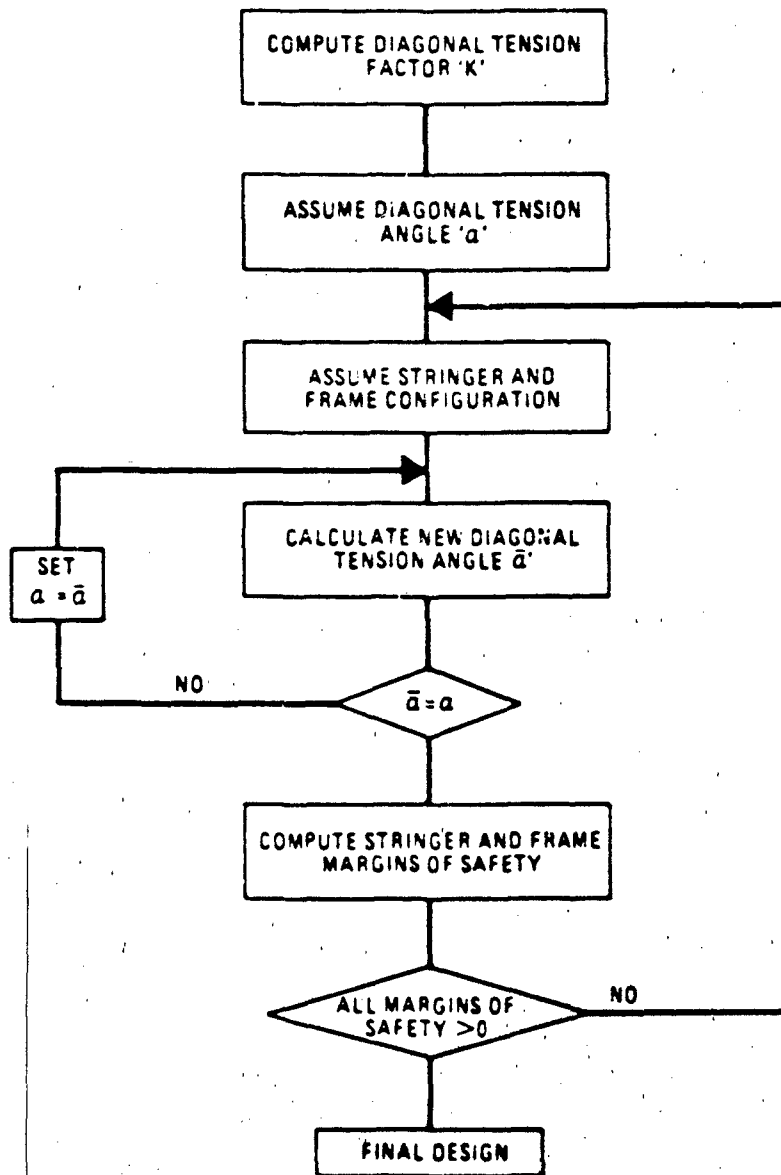 COMPUTE DIAGONAL TENSION
FACTOR 'K'
ASSUME DIAGONAL TENSION
ANGLE 'a'
ASSUME STRINGER AND
FRAME CONFIGURATION
CALCULATE NEW DIAGONAL
TENSION ANGLE ā'
SET
a = ā
NO
ā = a
COMPUTE STRINGER AND FRAME
MARGINS OF SAFETY
ALL MARGINS OF
SAFETY >0
NO
FINAL DESIGN